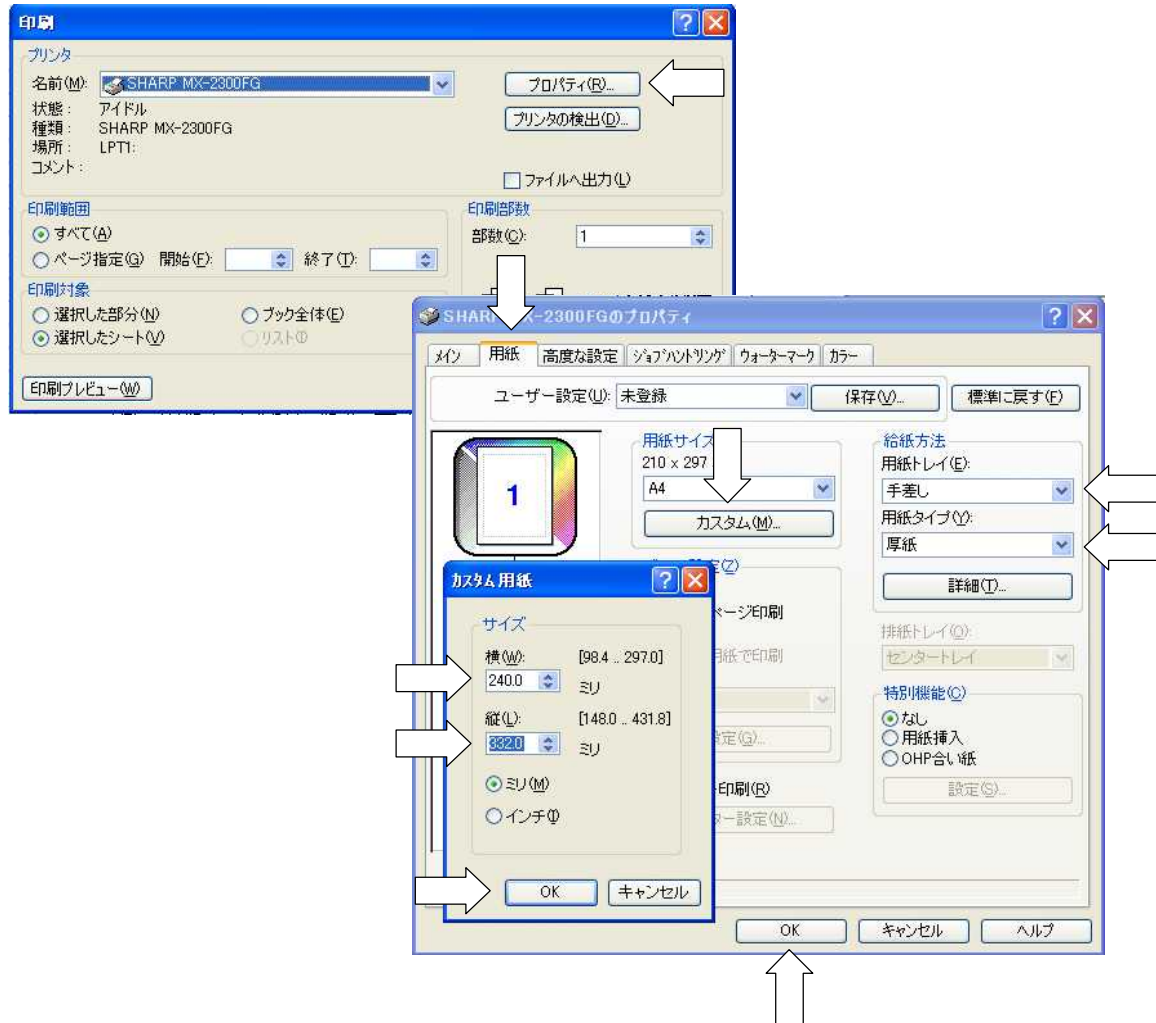 印刷
プリンタ
名前(M): SHARP MX-2300FG
プロパティ(R)...
状態: アイドル
種類: SHARP MX-2300FG
プリンタの検出(D)...
場所: LPT1:
コメント:
ファイルへ出力(L)
印刷範囲
すべて(A)
ページ指定(G) 開始(F): 終了(T):
印刷部数
部数(C): 1
印刷対象
選択した部分(N) ブック全体(E)
選択したシート(V) リスト(I)
印刷プレビュー(W)
-2300FGのプロパティ
メイン 用紙 高度な設定 ジョブハンドリング ウォーターマーク カラー
ユーザー設定(U): 未登録 保存(V)... 標準に戻す(F)
1
用紙サイズ
210 x 297
A4
カスタム(M)...
給紙方法
用紙トレイ(E):
手差し
用紙タイプ(Y):
厚紙
詳細(T)...
排紙トレイ(O):
センタートレイ
特別機能(C)
なし
用紙挿入
OHP合い紙
設定(S)...
(Z)
ページ印刷
用紙で印刷
定(G)...
印刷(R)
ー設定(N)...
カスタム用紙
サイズ
横(W): [98.4 .. 297.0]
240.0 ミリ
縦(L): [148.0 .. 431.8]
332.0 ミリ
ミリ(M)
インチ(I)
OK キャンセル
OK キャンセル ヘルプ